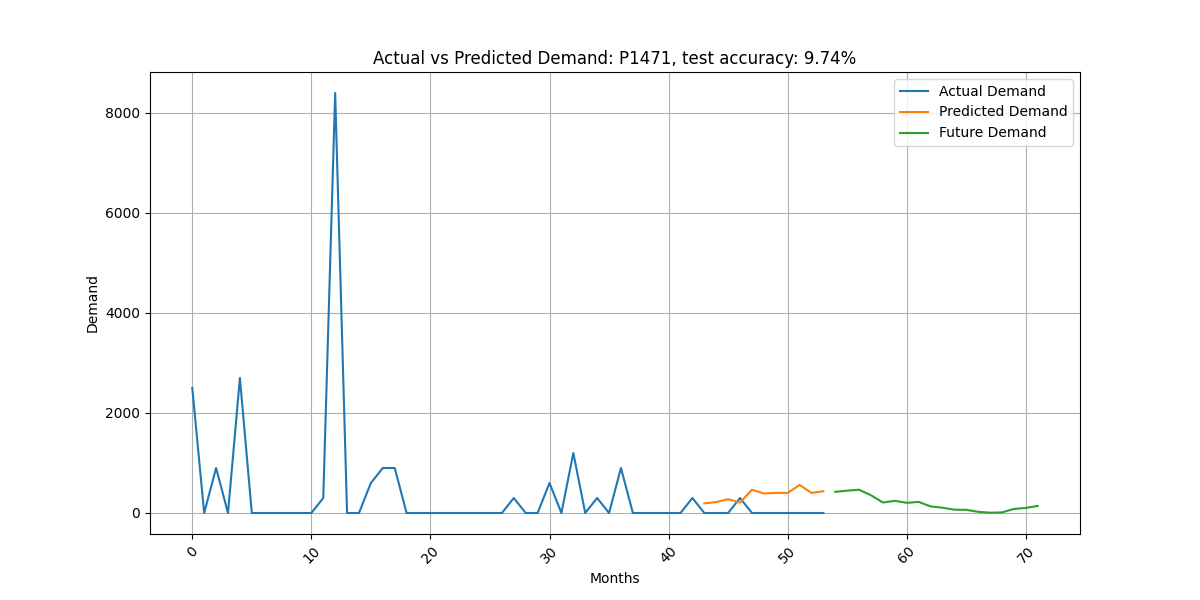 Actual vs Predicted Demand: P1471, test accuracy: 9.74%
Actual Demand
Predicted Demand
Future Demand
Demand
8000
6000
4000
2000
0
0 10 20 30 40 50 60 70
Months